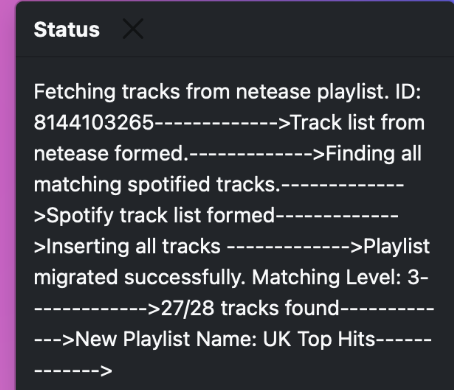 Status
Fetching tracks from netease playlist. ID:
8144103265------------->Track list from
netease formed.------------->Finding all
matching spotified tracks.-------------
>Spotify track list formed-------------
>Inserting all tracks ------------->Playlist
migrated successfully. Matching Level: 3-
------------>27/28 tracks found----------
--->New Playlist Name: UK Top Hits------
------->